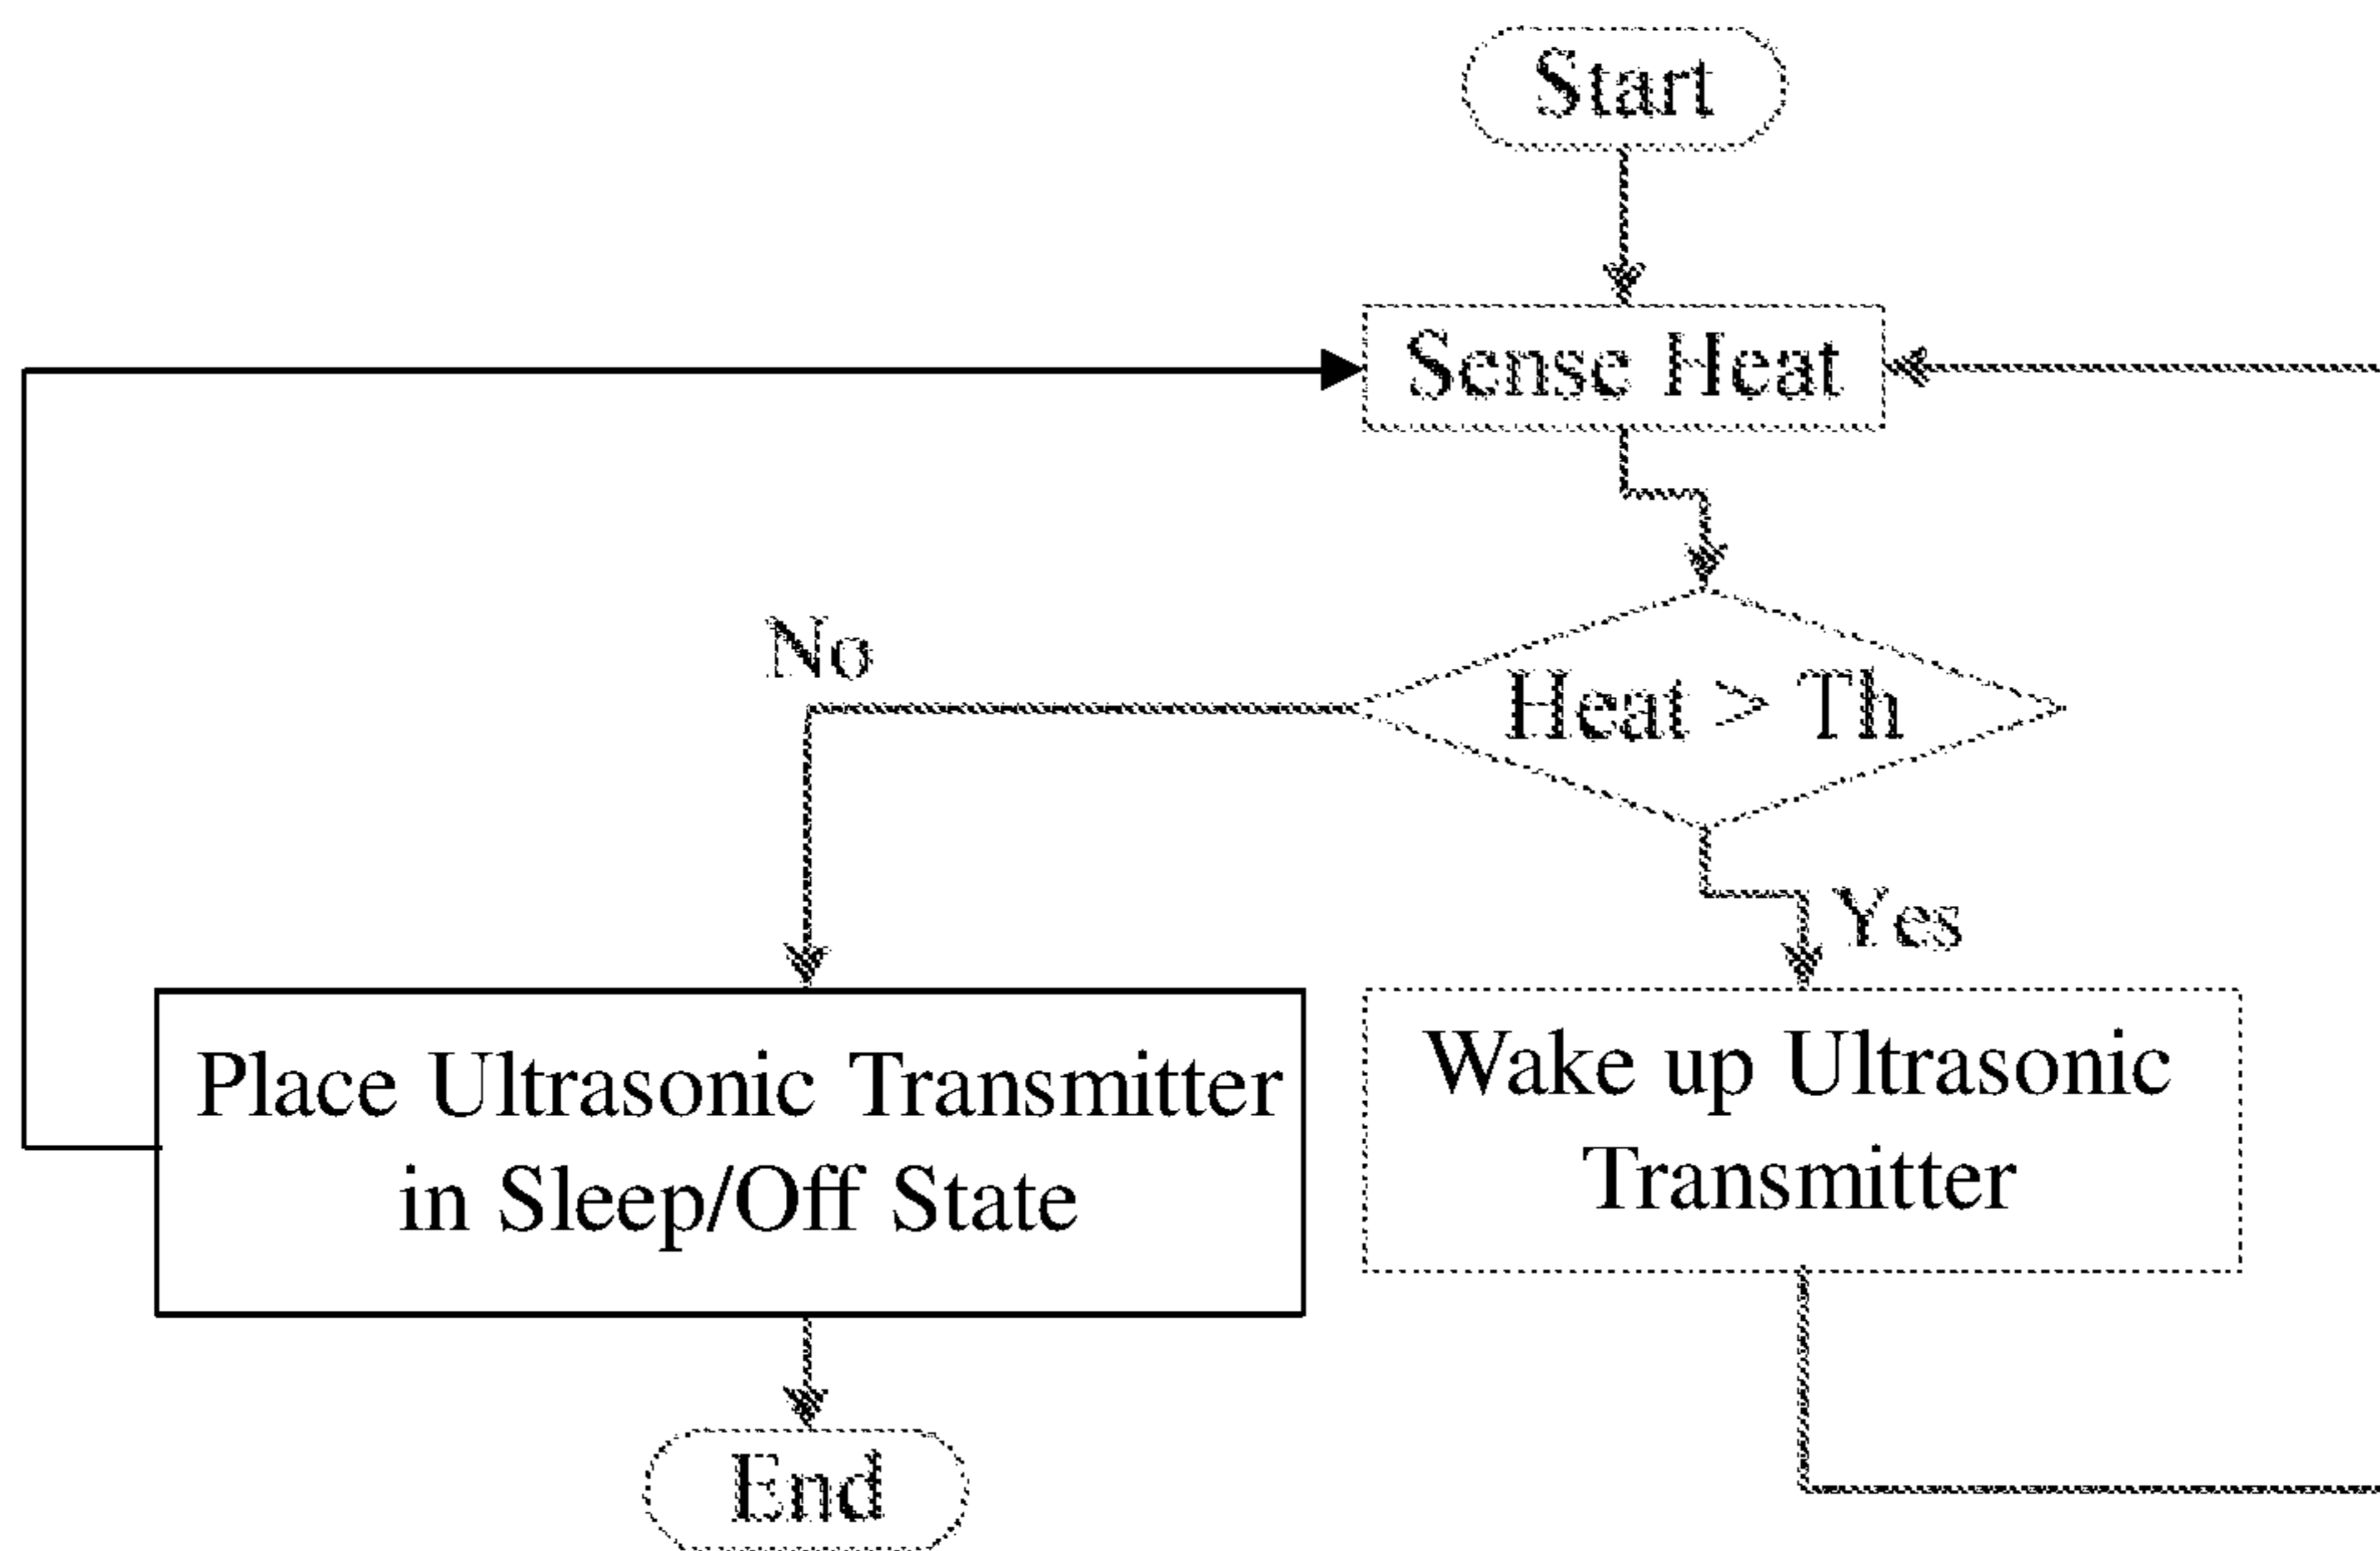 Start
Sense Heat
Heat > Th
No
Yes
Place Ultrasonic Transmitter
in Sleep/Off State
Wake up Ultrasonic
Transmitter
End